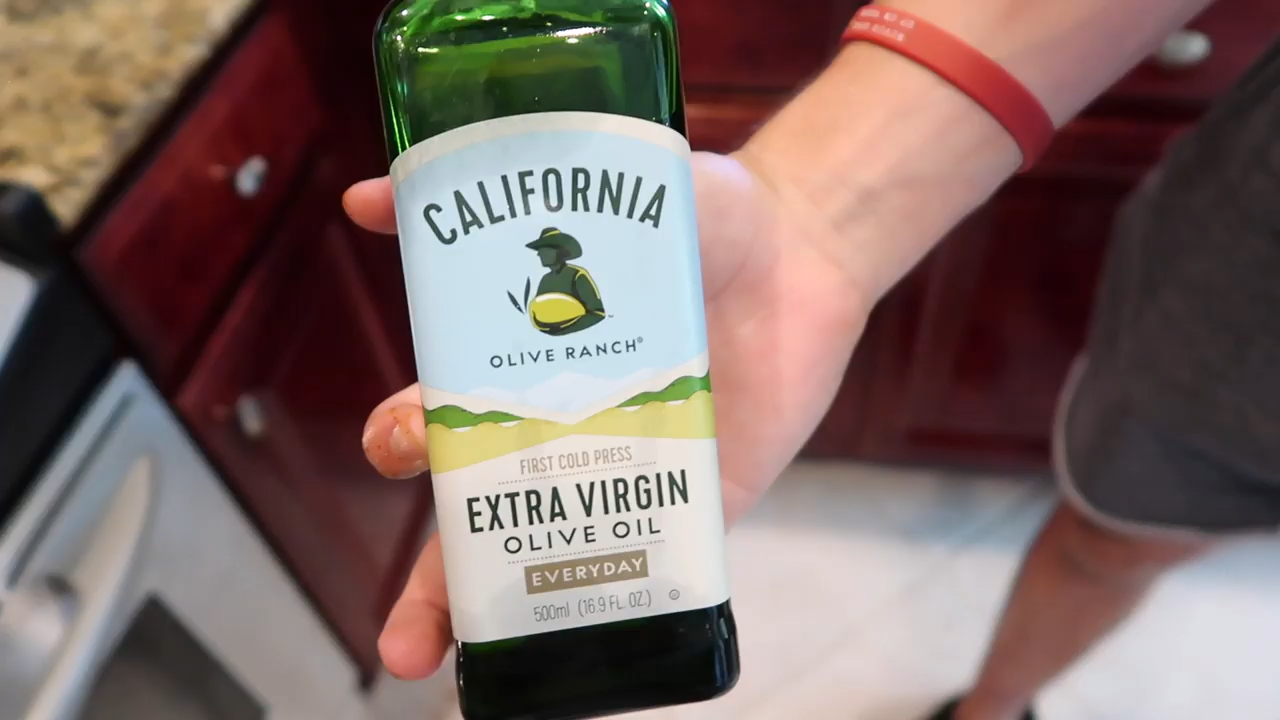 CALIFORNIA
OLIVE RANCH®
FIRST COLD PRESS
EXTRA VIRGIN
OLIVE OIL
EVERYDAY
500ml (16.9 FL. OZ.)